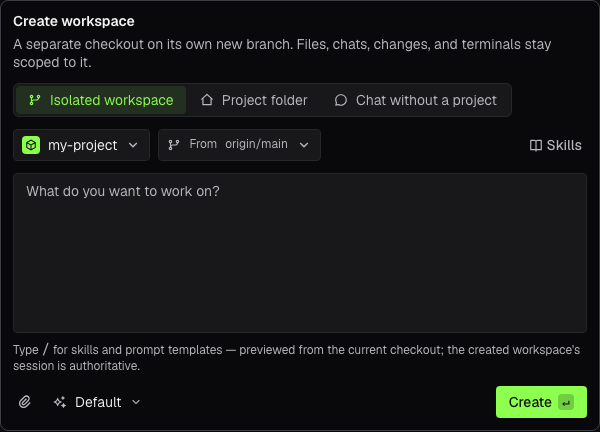 Create workspace
A separate checkout on its own new branch. Files, chats, changes, and terminals stay
scoped to it.
Isolated workspace Project folder Chat without a project
my-project From origin/main Skills
What do you want to work on?
Type / for skills and prompt templates — previewed from the current checkout; the created workspace's
session is authoritative.
Default Create ↵